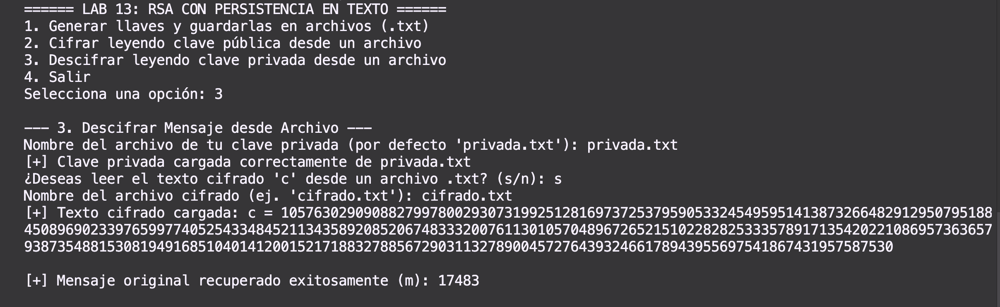 ====== LAB 13: RSA CON PERSISTENCIA EN TEXTO ======
1. Generar llaves y guardarlas en archivos (.txt)
2. Cifrar leyendo clave pública desde un archivo
3. Descifrar leyendo clave privada desde un archivo
4. Salir
Selecciona una opción: 3
--- 3. Descifrar Mensaje desde Archivo ---
Nombre del archivo de tu clave privada (por defecto 'privada.txt'): privada.txt
[+] Clave privada cargada correctamente de privada.txt
¿Deseas leer el texto cifrado 'c' desde un archivo .txt? (s/n): s
Nombre del archivo cifrado (ej. 'cifrado.txt'): cifrado.txt
[+] Texto cifrado cargada: c = 10576302909088279978002930731992512816973725379590533245495951413873266482912950795188
450896902339765997740525433484521134358920852067483332007611301057048967265215102282825333578917135420221086957363657
938735488153081949168510401412001521718832788567290311327890045727643932466178943955697541867431957587530
[+] Mensaje original recuperado exitosamente (m): 17483